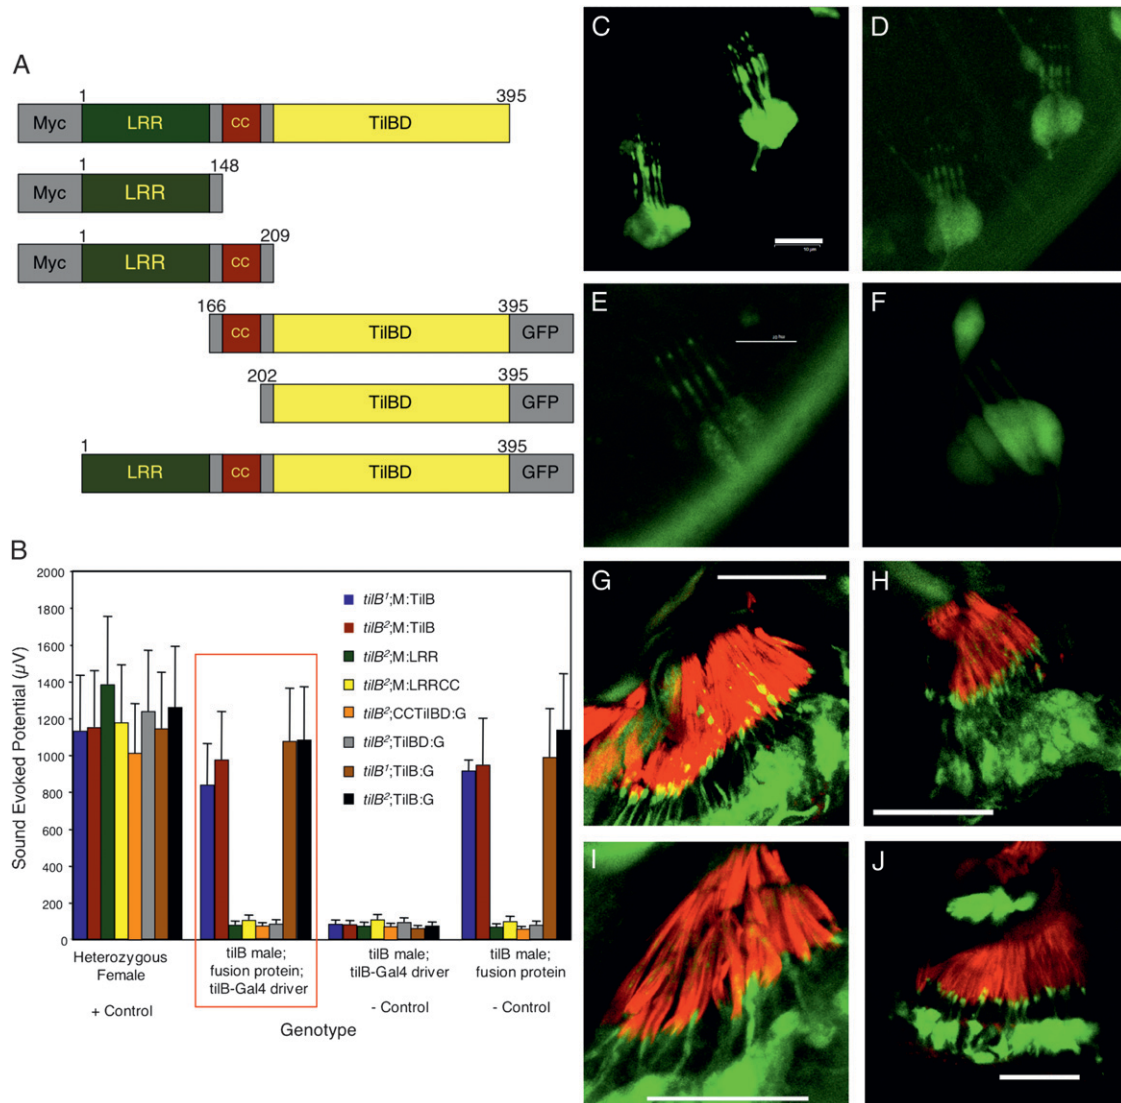 A
1
395
Myc
LRR
CC
TilBD
1
148
Myc
LRR
1
209
Myc
LRR
CC
166
395
CC
TilBD
GFP
202
395
TilBD
GFP
1
395
LRR
CC
TilBD
GFP
B
Sound Evoked Potential (µV)
2000
1800
1600
1400
1200
1000
800
600
400
200
0
tilB¹;M:TilB
tilB²;M:TilB
tilB²;M:LRR
tilB²;M:LRRCC
tilB²;CCTilBD:G
tilB²;TilBD:G
tilB¹;TilB:G
tilB²;TilB:G
Heterozygous
Female
+ Control
tilB male;
fusion protein;
tilB-Gal4 driver
tilB male;
tilB-Gal4 driver
- Control
tilB male;
fusion protein
- Control
Genotype
C
D
E
F
G
H
I
J